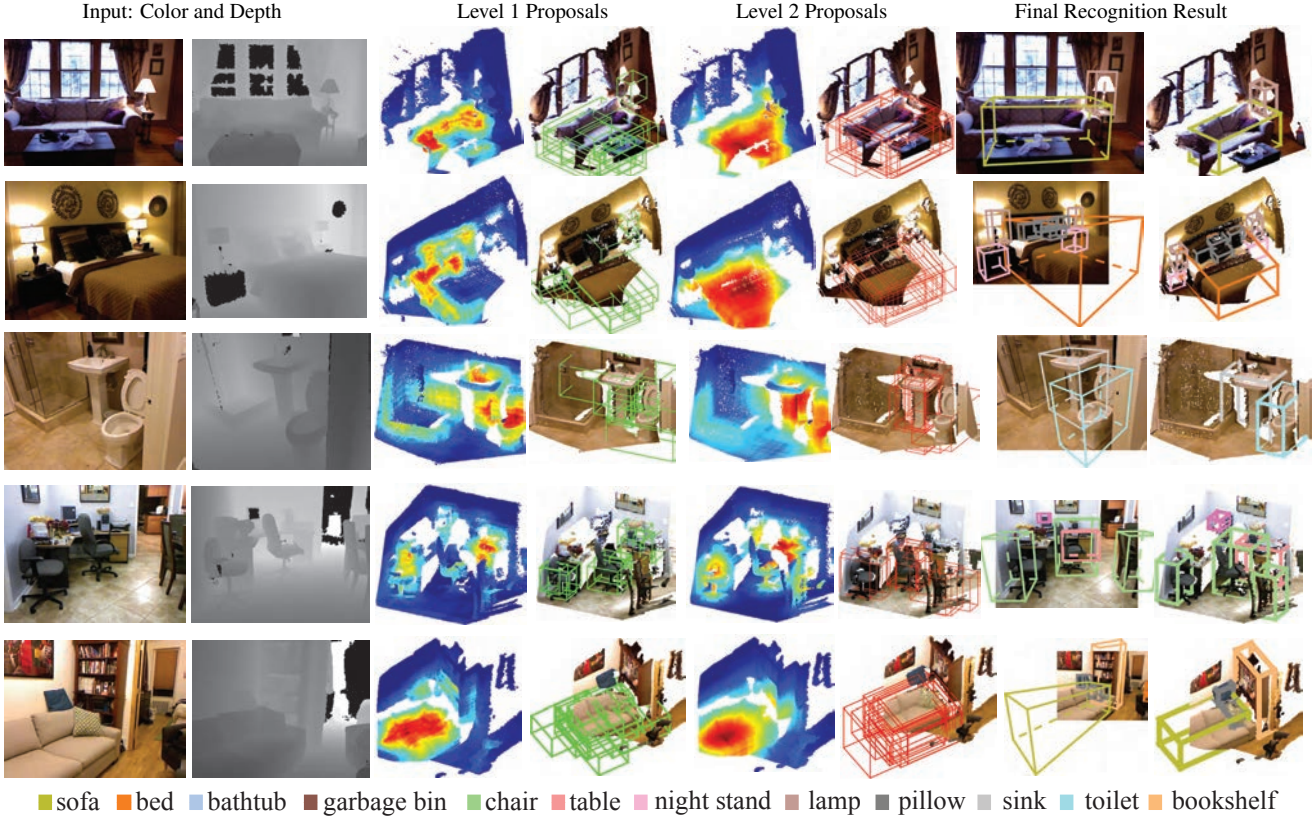 Input: Color and Depth Level 1 Proposals Level 2 Proposals Final Recognition Result
sofa bed bathtub garbage bin chair table night stand lamp pillow sink toilet bookshelf